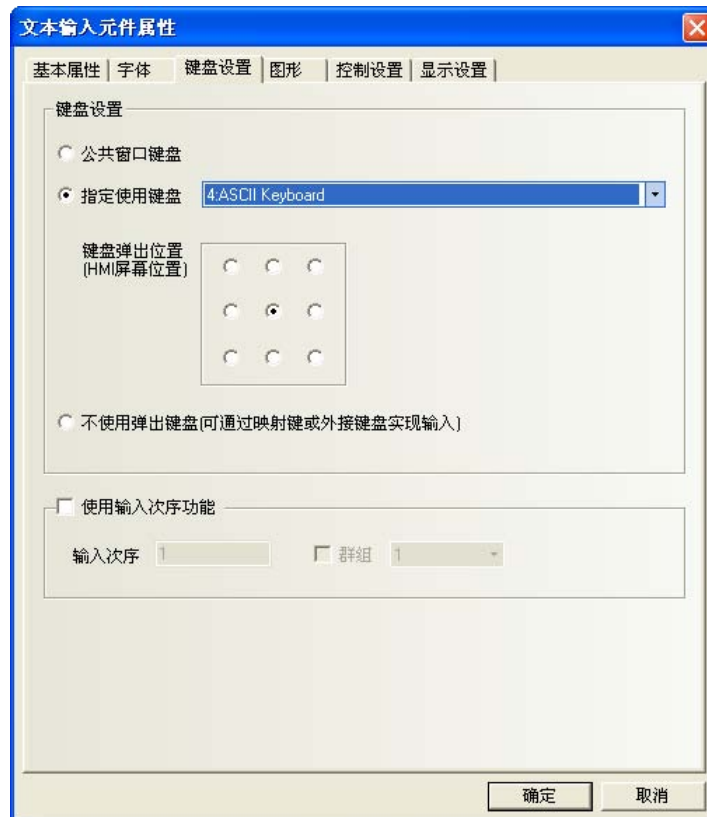 文本输入元件属性
基本属性 字体 键盘设置 图形 控制设置 显示设置
键盘设置
公共窗口键盘
指定使用键盘 4:ASCII Keyboard
键盘弹出位置
(HMI屏幕位置)
不使用弹出键盘(可通过映射键或外接键盘实现输入)
使用输入次序功能
输入次序 1 群组 1
确定 取消